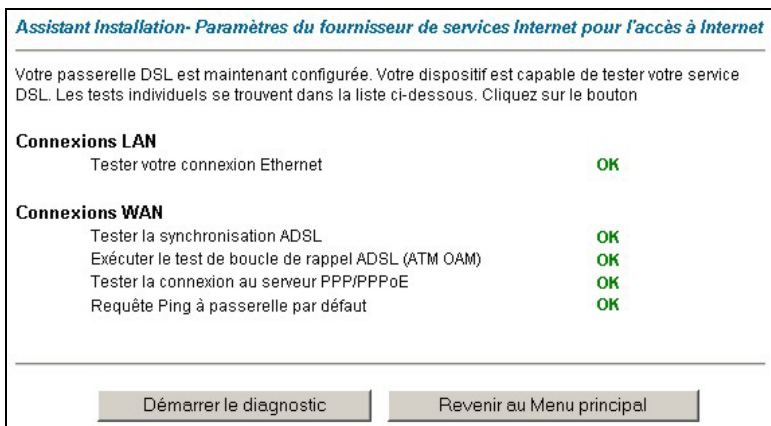 Assistant Installation- Paramètres du fournisseur de services Internet pour l'accès à Internet
Votre passerelle DSL est maintenant configurée. Votre dispositif est capable de tester votre service
DSL. Les tests individuels se trouvent dans la liste ci-dessous. Cliquez sur le bouton
Connexions LAN
Tester votre connexion Ethernet OK
Connexions WAN
Tester la synchronisation ADSL OK
Exécuter le test de boucle de rappel ADSL (ATM OAM) OK
Tester la connexion au serveur PPP/PPPoE OK
Requête Ping à passerelle par défaut OK
Démarrer le diagnostic Revenir au Menu principal